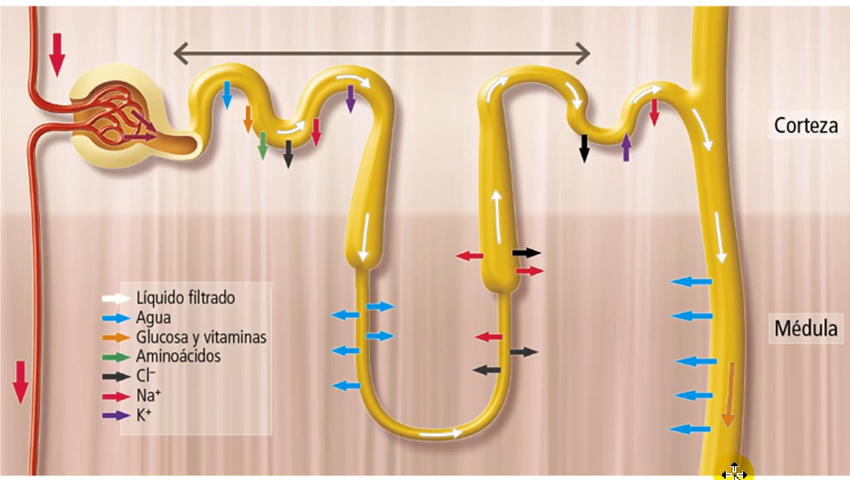 Corteza
Líquido filtrado
Agua
Glucosa y vitaminas
Aminoácidos
Cl⁻
Na⁺
K⁺
Médula